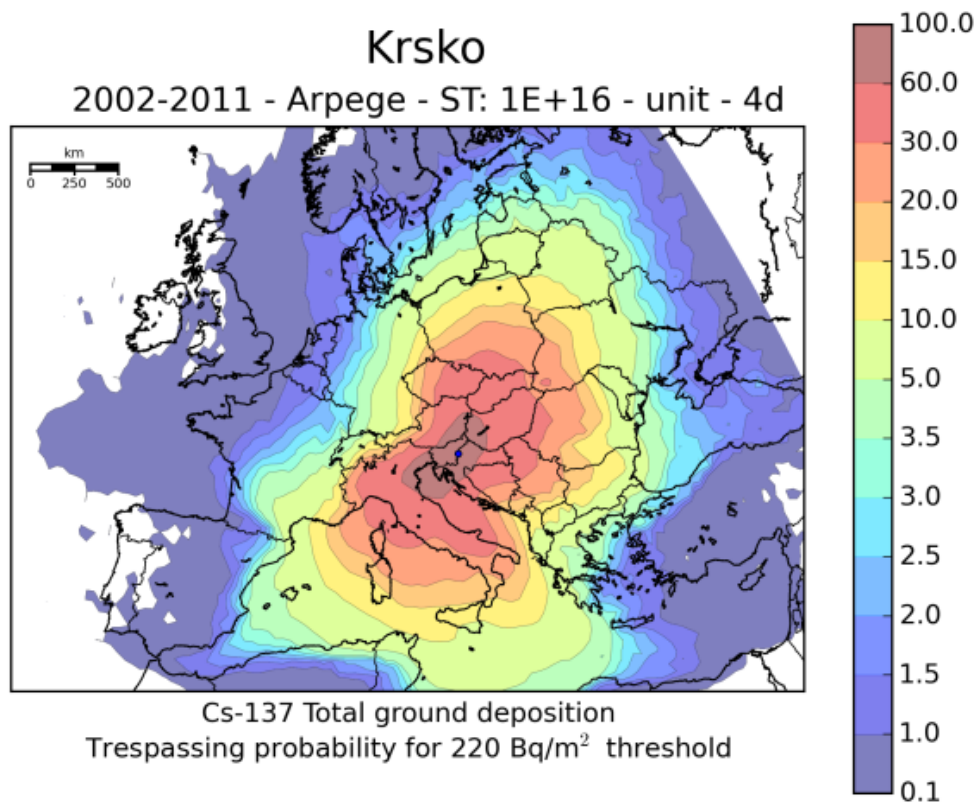 Krsko
2002-2011 - Arpege - ST: 1E+16 - unit - 4d
km
0 250 500
100.0
60.0
30.0
20.0
15.0
10.0
5.0
3.5
3.0
2.5
2.0
1.5
1.0
0.1
Cs-137 Total ground deposition
Trespassing probability for 220 Bq/m² threshold